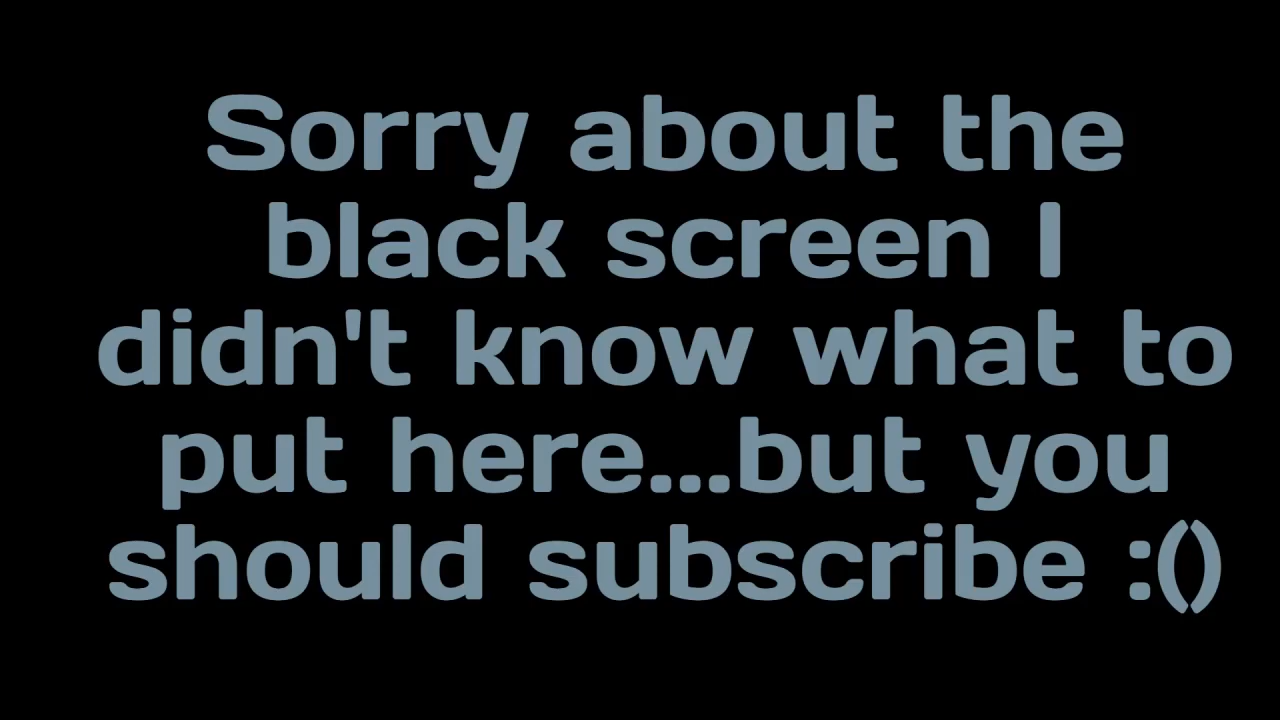 Sorry about the
black screen I
didn't know what to
put here...but you
should subscribe :()